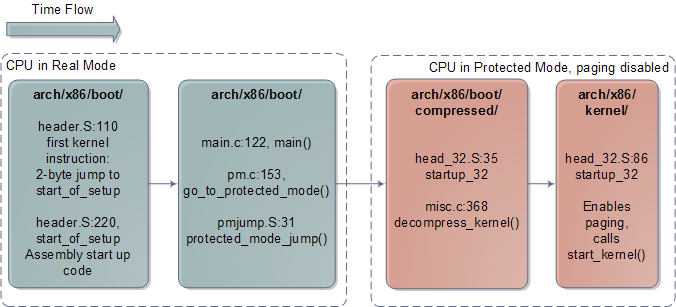 Time Flow
CPU in Real Mode
arch/x86/boot/
header.S:110
first kernel
instruction:
2-byte jump to
start_of_setup
header.S:220,
start_of_setup
Assembly start up
code
arch/x86/boot/
main.c:122, main()
pm.c:153,
go_to_protected_mode()
pmjump.S:31
protected_mode_jump()
CPU in Protected Mode, paging disabled
arch/x86/boot/
compressed/
head_32.S:35
startup_32
misc.c:368
decompress_kernel()
arch/x86/
kernel/
head_32.S:86
startup_32
Enables
paging,
calls
start_kernel()